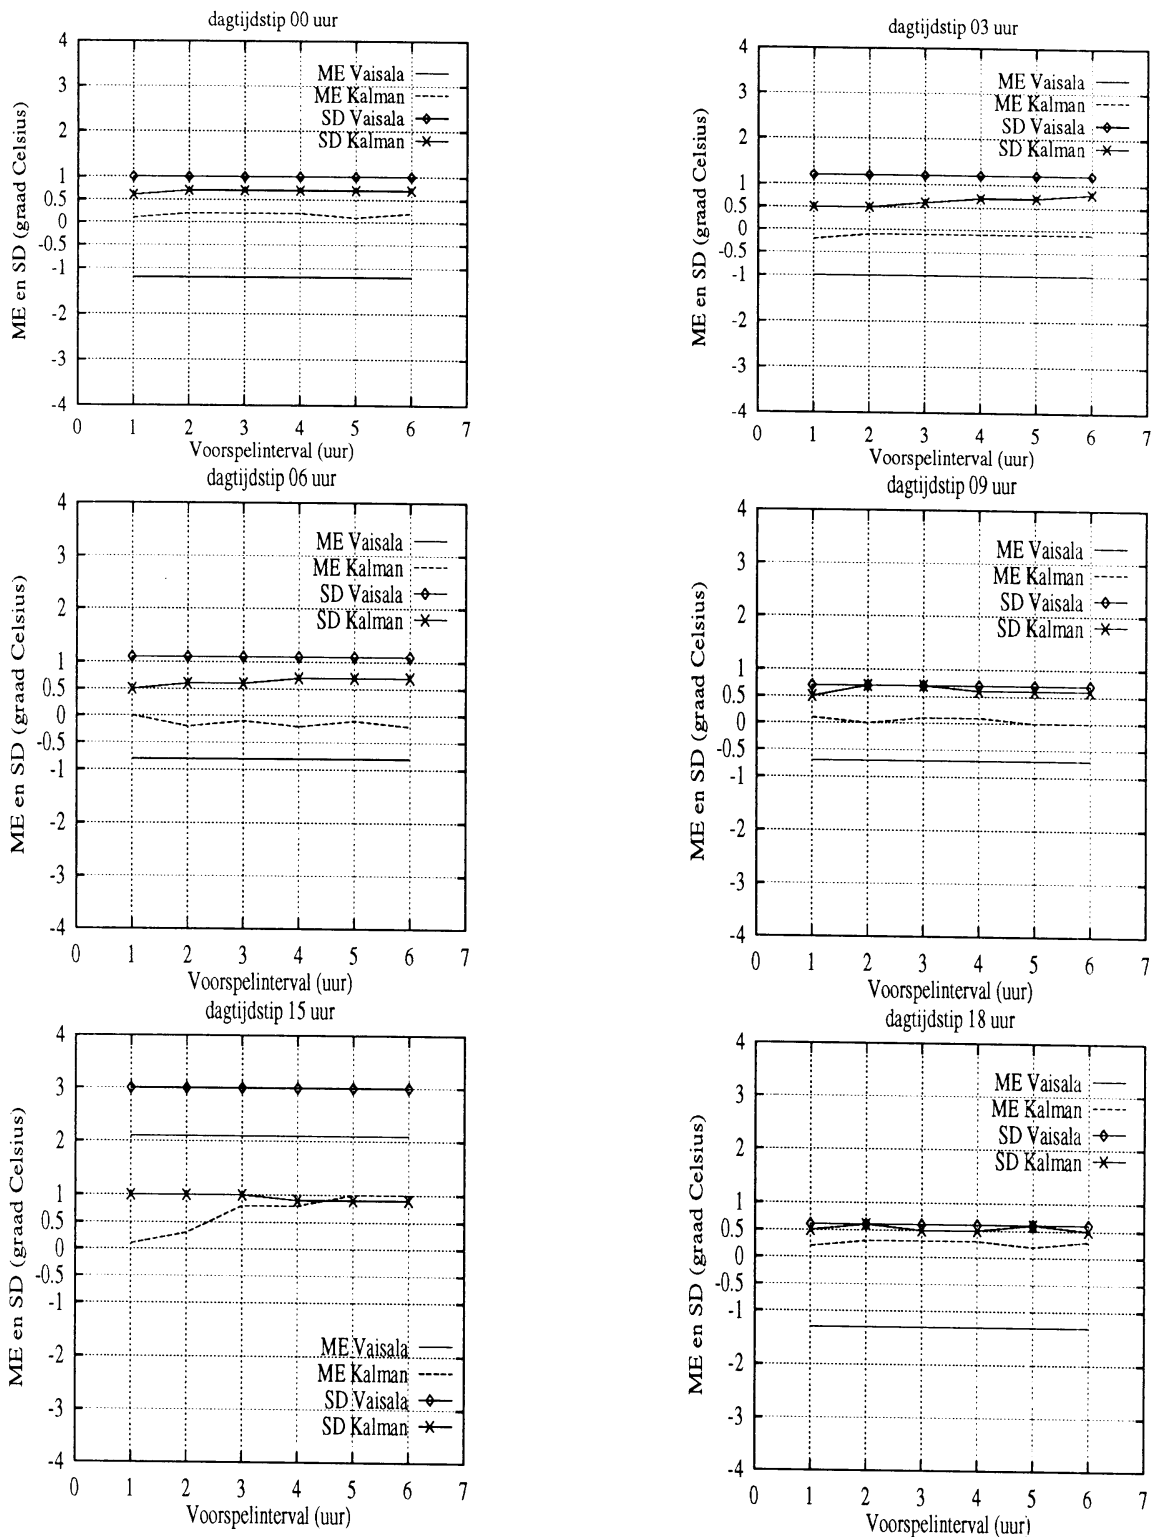 dagtijdstip 00 uur
ME en SD (graad Celsius)
4
3
2
1
0.5
0
-0.5
-1
-2
-3
-4
ME Vaisala
ME Kalman
SD Vaisala
SD Kalman
0 1 2 3 4 5 6 7
Voorspelinterval (uur)
dagtijdstip 03 uur
ME en SD (graad Celsius)
4
3
2
1
0.5
0
-0.5
-1
-2
-3
-4
ME Vaisala
ME Kalman
SD Vaisala
SD Kalman
0 1 2 3 4 5 6 7
Voorspelinterval (uur)
dagtijdstip 06 uur
ME en SD (graad Celsius)
4
3
2
1
0.5
0
-0.5
-1
-2
-3
-4
ME Vaisala
ME Kalman
SD Vaisala
SD Kalman
0 1 2 3 4 5 6 7
Voorspelinterval (uur)
dagtijdstip 09 uur
ME en SD (graad Celsius)
4
3
2
1
0.5
0
-0.5
-1
-2
-3
-4
ME Vaisala
ME Kalman
SD Vaisala
SD Kalman
0 1 2 3 4 5 6 7
Voorspelinterval (uur)
dagtijdstip 15 uur
ME en SD (graad Celsius)
4
3
2
1
0.5
0
-0.5
-1
-2
-3
-4
ME Vaisala
ME Kalman
SD Vaisala
SD Kalman
0 1 2 3 4 5 6 7
Voorspelinterval (uur)
dagtijdstip 18 uur
ME en SD (graad Celsius)
4
3
2
1
0.5
0
-0.5
-1
-2
-3
-4
ME Vaisala
ME Kalman
SD Vaisala
SD Kalman
0 1 2 3 4 5 6 7
Voorspelinterval (uur)